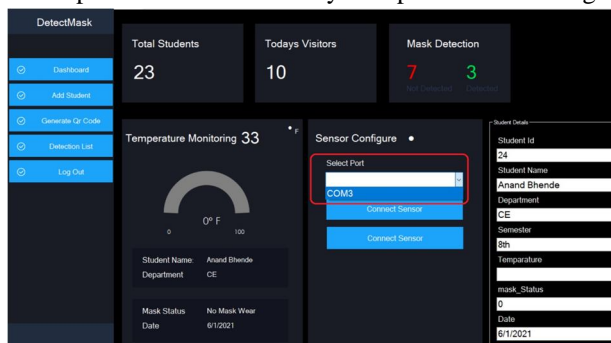 DetectMask
Dashboard
Add Student
Generate Qr Code
Detection List
Log Out
Total Students
23
Todays Visitors
10
Mask Detection
7
3
Not Detected
Detected
Temperature Monitoring 33 ° F
0° F
0
100
Student Name: Anand Bhende
Department CE
Mask Status No Mask Wear
Date 6/1/2021
Sensor Configure
Select Port
COM3
Connect Sensor
Connect Sensor
Student Details
Student Id
24
Student Name
Anand Bhende
Department
CE
Semester
8th
Temparature
mask_Status
0
Date
6/1/2021